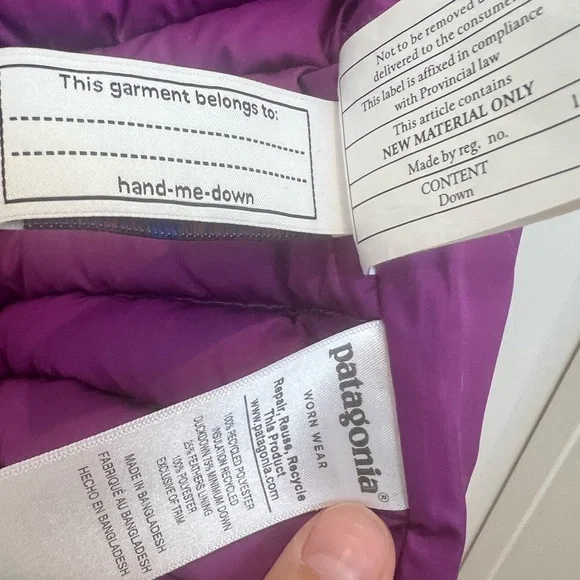 This garment belongs to:
hand-me-down
Not to be removed
delivered to the consume
This label is affixed in compliance
with Provincial law
This article contains
NEW MATERIAL ONLY
Made by reg. no.
1
CONTENT
Down
patagonia®
WORN WEAR
Repair, Reuse, Recycle
This Product
www.patagonia.com
100% RECYCLED POLYESTER
INSULATION RECYCLED
DUCKDOWN 75% MINIMUM DOWN
25% FEATHERS LINING
100% POLYESTER
EXCLUSIVE OF TRIM
MADE IN BANGLADESH
FABRIQUÉ AU BANGLADESH
HECHO EN BANGLADESH